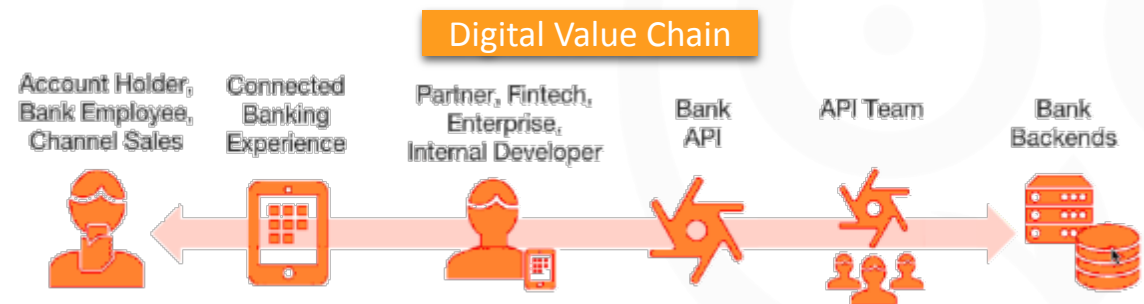 Digital Value Chain
Account Holder,
Bank Employee,
Channel Sales
Connected
Banking
Experience
Partner, Fintech,
Enterprise,
Internal Developer
Bank
API
API Team
Bank
Backends